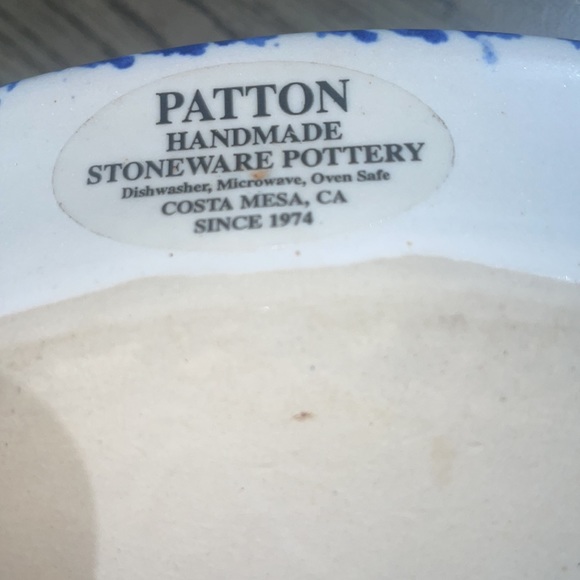 PATTON
HANDMADE
STONEWARE POTTERY
Dishwasher, Microwave, Oven Safe
COSTA MESA, CA
SINCE 1974